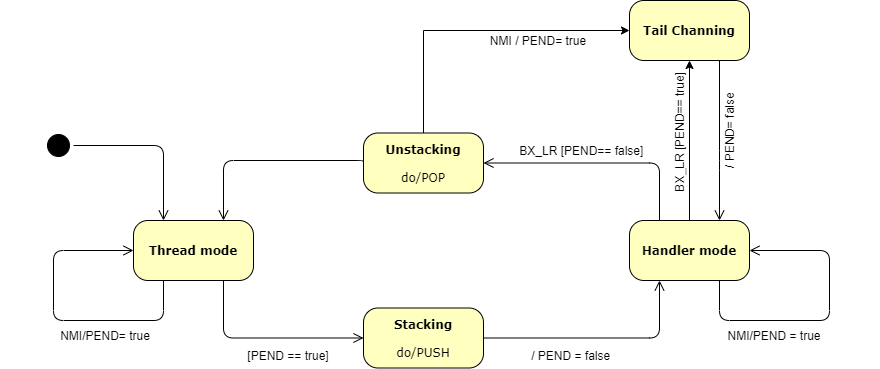 Tail Channing
NMI / PEND= true
BX_LR [PEND== true]
/ PEND= false
Unstacking
do/POP
BX_LR [PEND== false]
Thread mode
Handler mode
NMI/PEND= true
Stacking
do/PUSH
[PEND == true]
/ PEND = false
NMI/PEND = true